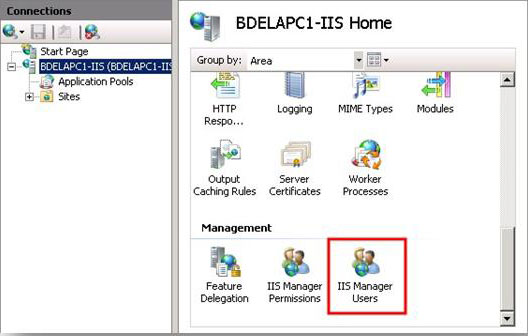 Connections
Start Page
BDELAPC1-IIS (BDELAPC1-IIS
Application Pools
Sites
BDELAPC1-IIS Home
Group by: Area
HTTP
Respo...
Logging
MIME Types
Modules
Output
Caching Rules
Server
Certificates
Worker
Processes
Management
Feature
Delegation
IIS Manager
Permissions
IIS Manager
Users